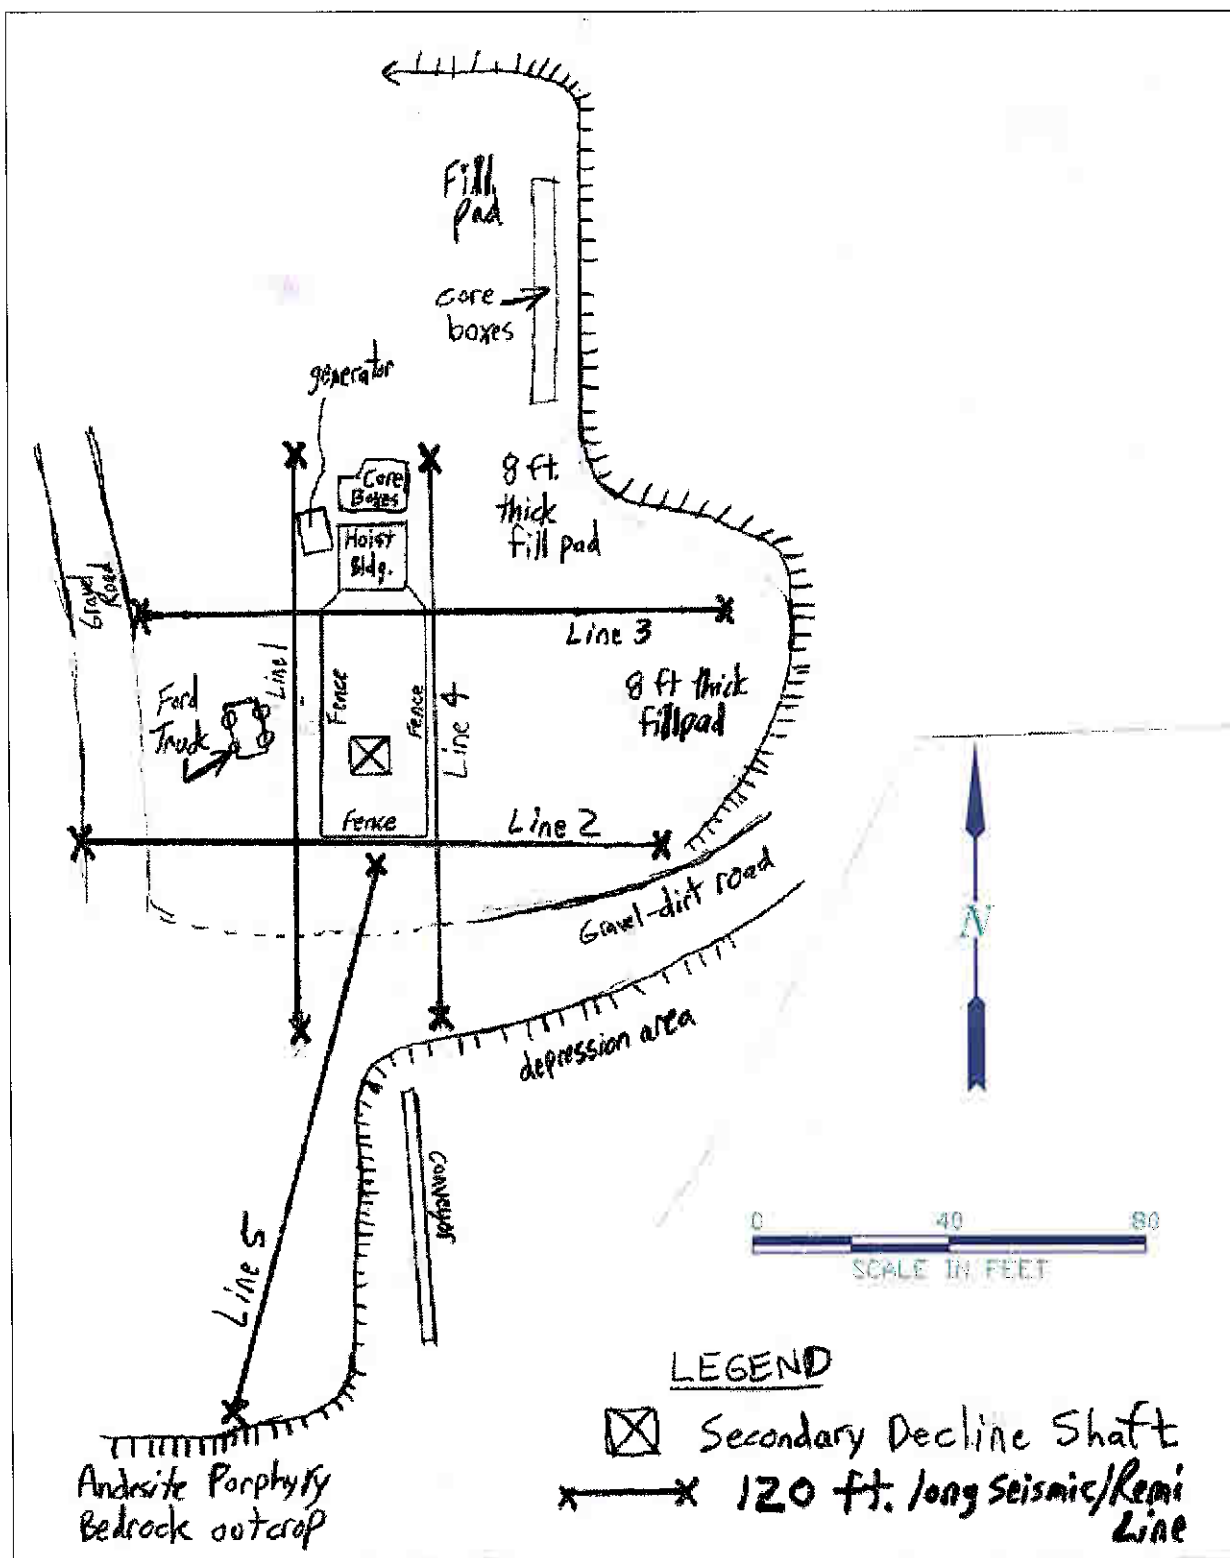 Fill
Pad
core
boxes
generator
Core
Boxes
Hoist
Bldg.
8 ft.
thick
fill pad
Gravel
Road
Line 3
Line 1
Fence
Fence
Line 4
8 ft thick
fillpad
Ford
Truck
Fence
Line 2
Gravel-dirt road
N
depression area
conveyor
Line 5
0 40 80
SCALE IN FEET
LEGEND
Secondary Decline Shaft
120 ft. long Seismic/Remi
Line
Andesite Porphyry
Bedrock outcrop